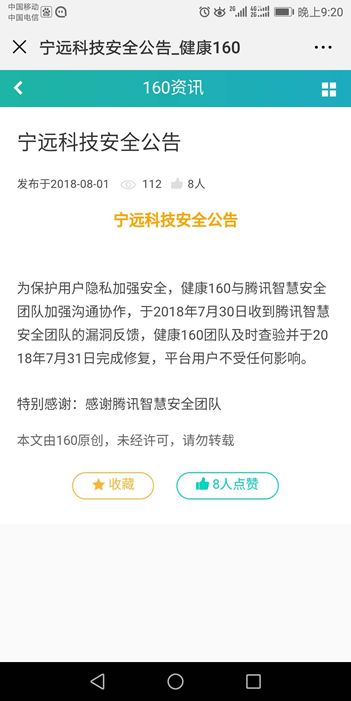 中国移动
中国电信
2G 4G 2G 晚上9:20
宁远科技安全公告_健康160
160资讯
宁远科技安全公告
发布于2018-08-01 112 8人
宁远科技安全公告
为保护用户隐私加强安全，健康160与腾讯智慧安全
团队加强沟通协作，于2018年7月30日收到腾讯智慧
安全团队的漏洞反馈，健康160团队及时查验并于20
18年7月31日完成修复，平台用户不受任何影响。
特别感谢：感谢腾讯智慧安全团队
本文由160原创，未经许可，请勿转载
收藏 8人点赞